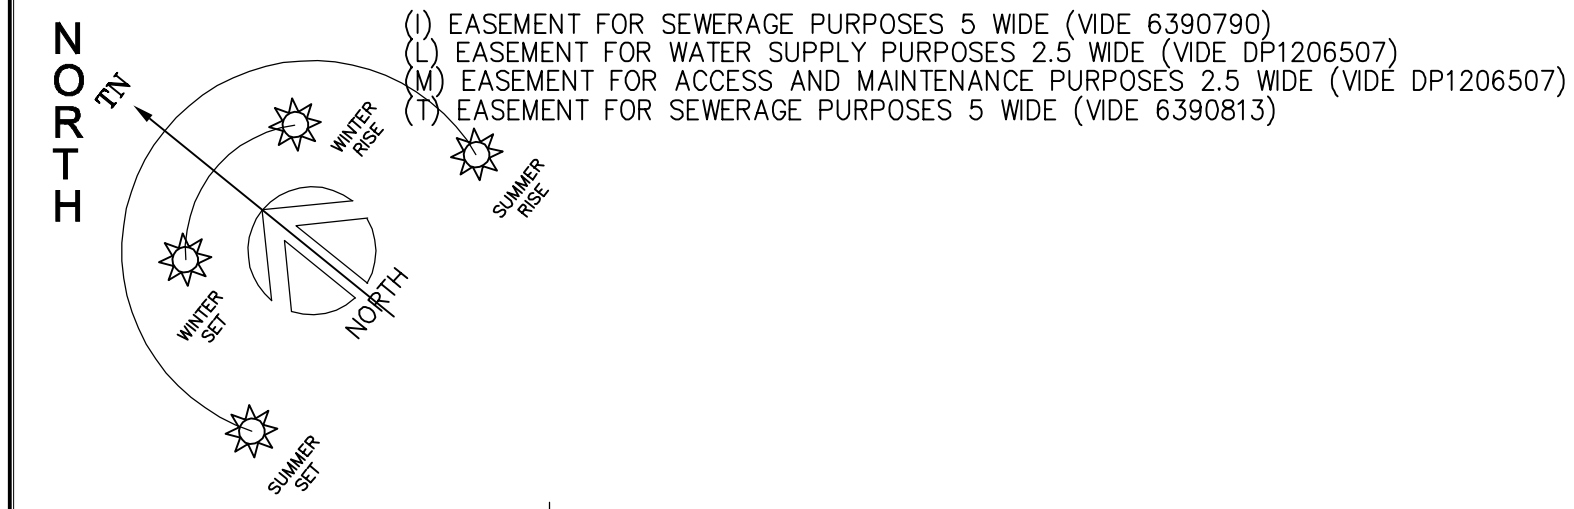 NORTH
(I) EASEMENT FOR SEWERAGE PURPOSES 5 WIDE (VIDE 6390790)
(L) EASEMENT FOR WATER SUPPLY PURPOSES 2.5 WIDE (VIDE DP1206507)
(M) EASEMENT FOR ACCESS AND MAINTENANCE PURPOSES 2.5 WIDE (VIDE DP1206507)
(T) EASEMENT FOR SEWERAGE PURPOSES 5 WIDE (VIDE 6390813)
TN
WINTER
RISE
SUMMER
RISE
WINTER
SET
NORTH
SUMMER
SET